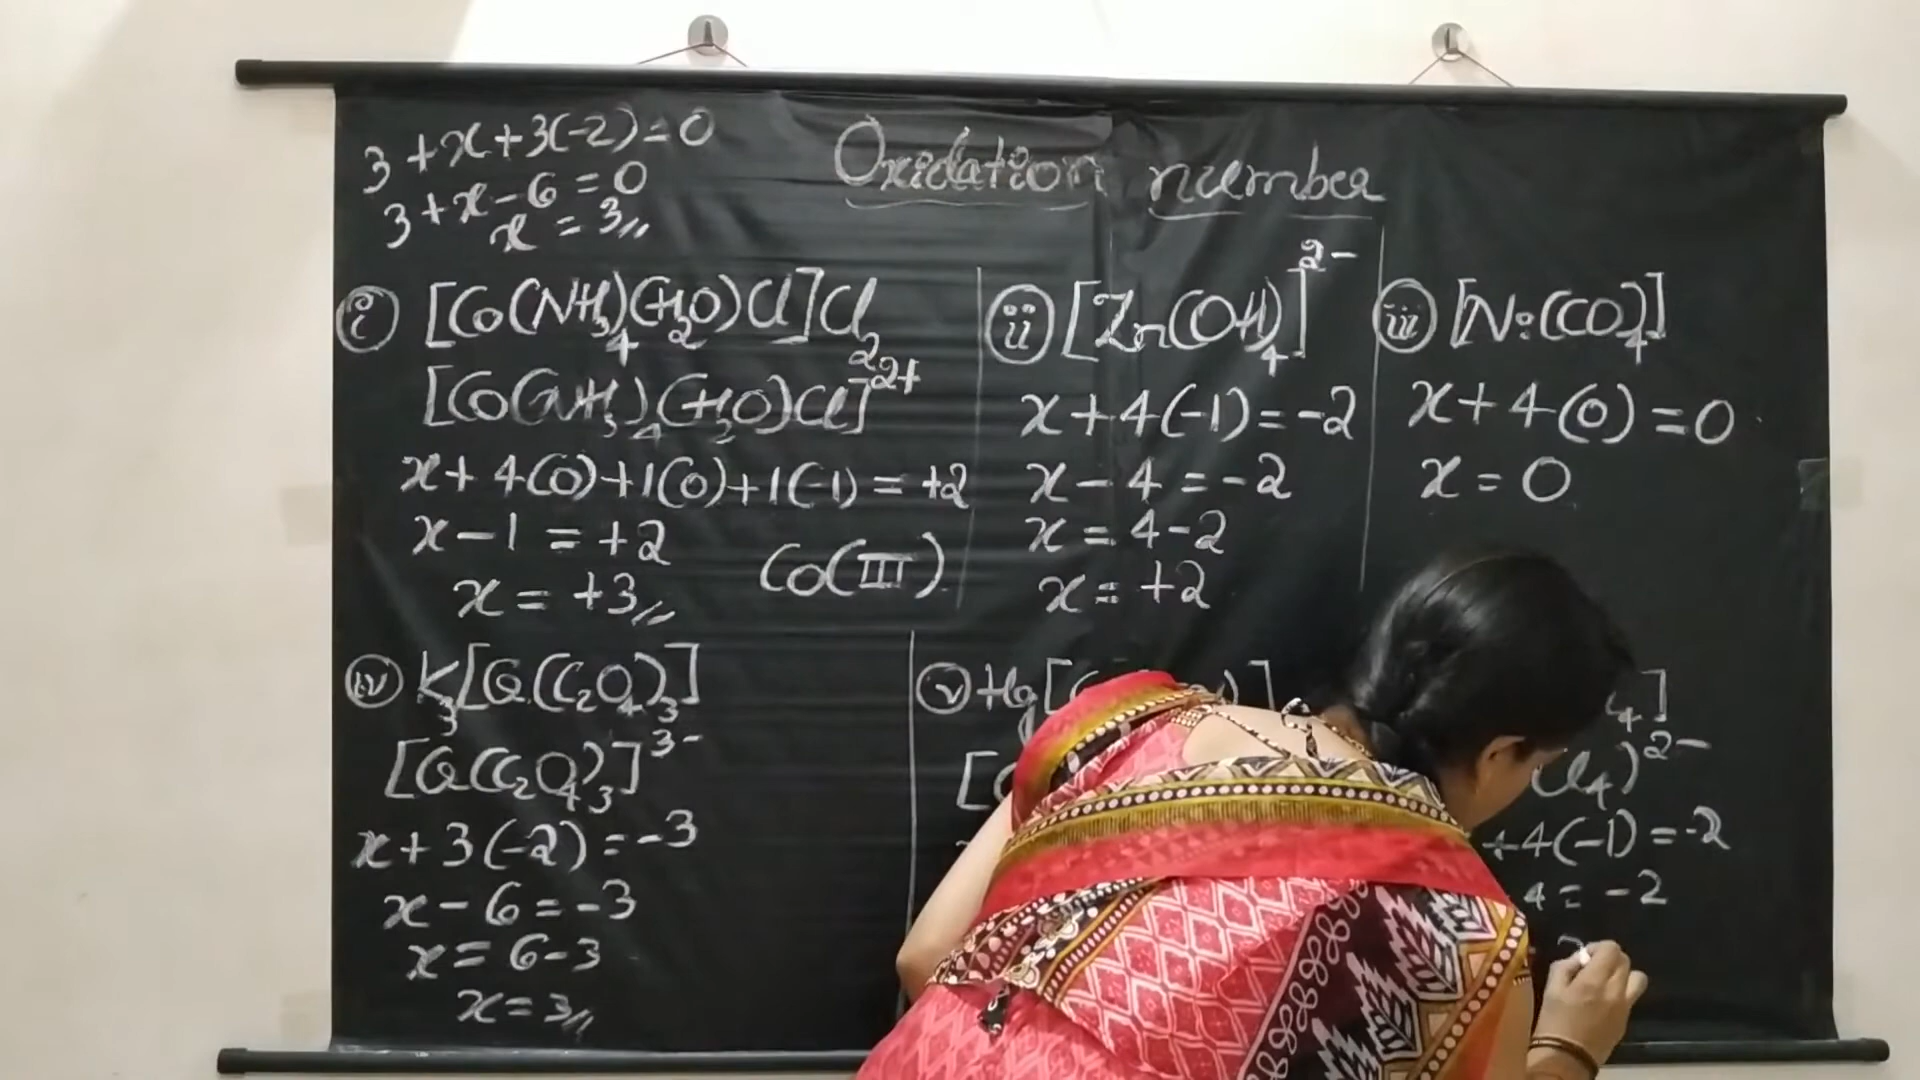 3 + x + 3(-2) = 0
3 + x - 6 = 0
x = 3//
Oxidation number
i [Co(NH3)4(H2O)Cl]Cl2
[Co(NH3)4(H2O)Cl]2+
x + 4(0) + 1(0) + 1(-1) = +2
x - 1 = +2
x = +3//
Co(III)
ii [Zn(OH)4]2-
x + 4(-1) = -2
x - 4 = -2
x = 4 - 2
x = +2
iii [Ni(CO)4]
x + 4(0) = 0
x = 0
iv K3[Cr(C2O4)3]
[Cr(C2O4)3]3-
x + 3(-2) = -3
x - 6 = -3
x = 6 - 3
x = 3//
v Hg[
[
4]
Cl4)2-
+ 4(-1) = -2
4 = -2